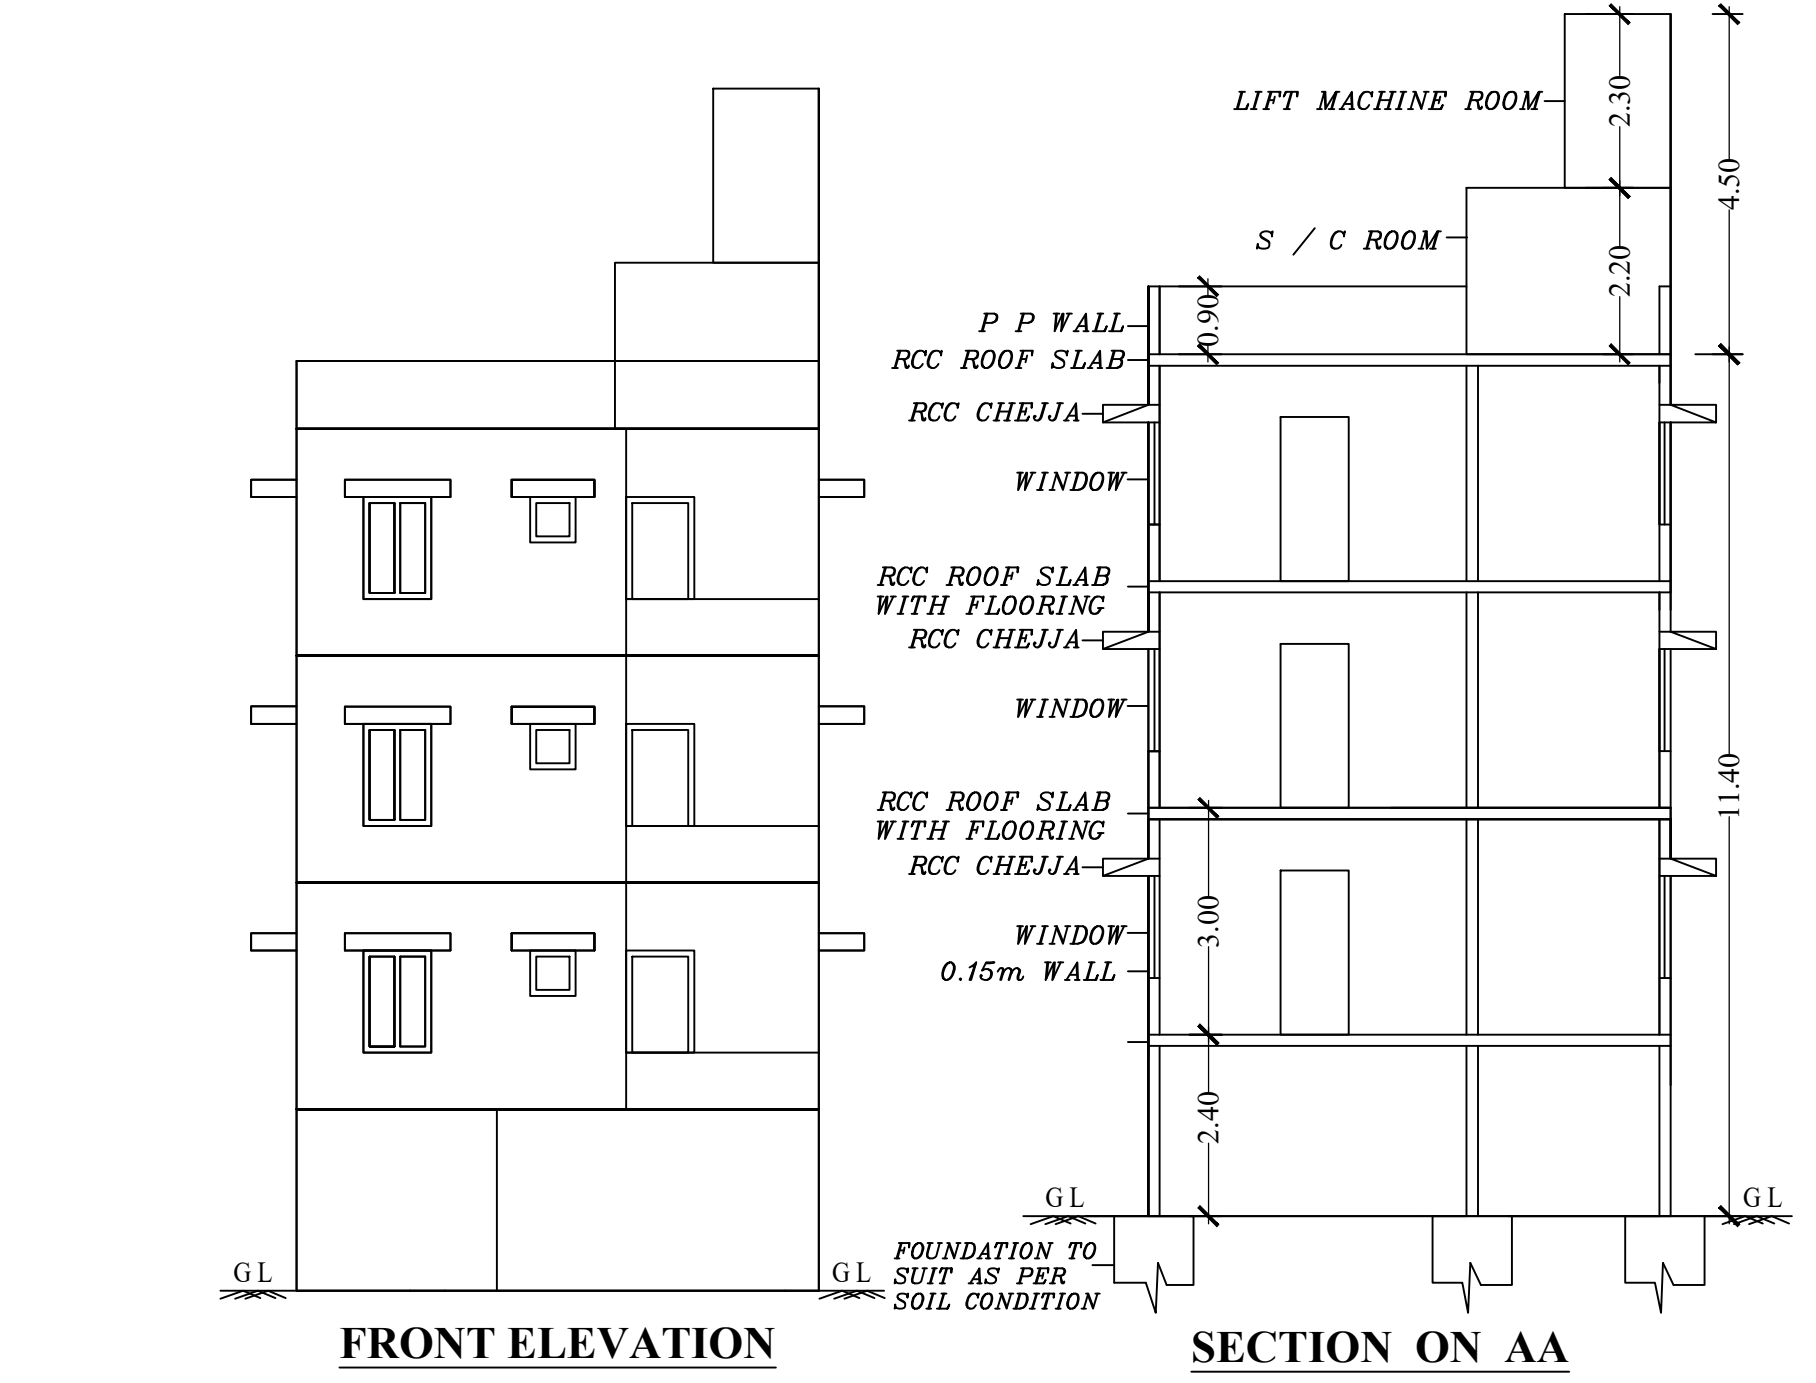 LIFT MACHINE ROOM
2.30
4.50
S / C ROOM
2.20
0.90
P P WALL
RCC ROOF SLAB
RCC CHEJJA
WINDOW
RCC ROOF SLAB
WITH FLOORING
RCC CHEJJA
WINDOW
11.40
RCC ROOF SLAB
WITH FLOORING
RCC CHEJJA
3.00
WINDOW
0.15m WALL
2.40
GL
GL
FOUNDATION TO
SUIT AS PER
SOIL CONDITION
GL
GL
FRONT ELEVATION
SECTION ON AA